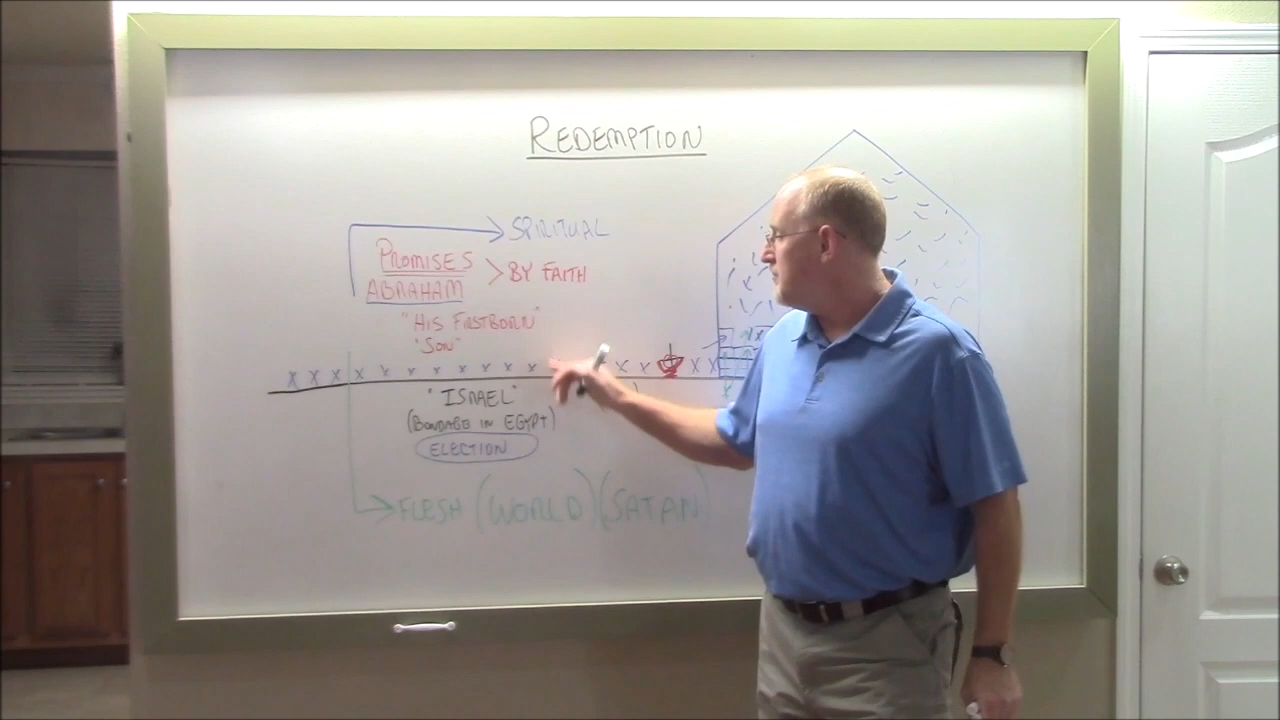 REDEMPTION
SPIRITUAL
PROMISES
> BY FAITH
ABRAHAM
"HIS FIRSTBORN"
"SON"
X X X X X X X X X X X X X X X X X
"ISRAEL"
(BONDAGE IN EGYPT)
ELECTION
FLESH (WORLD) (SATAN)